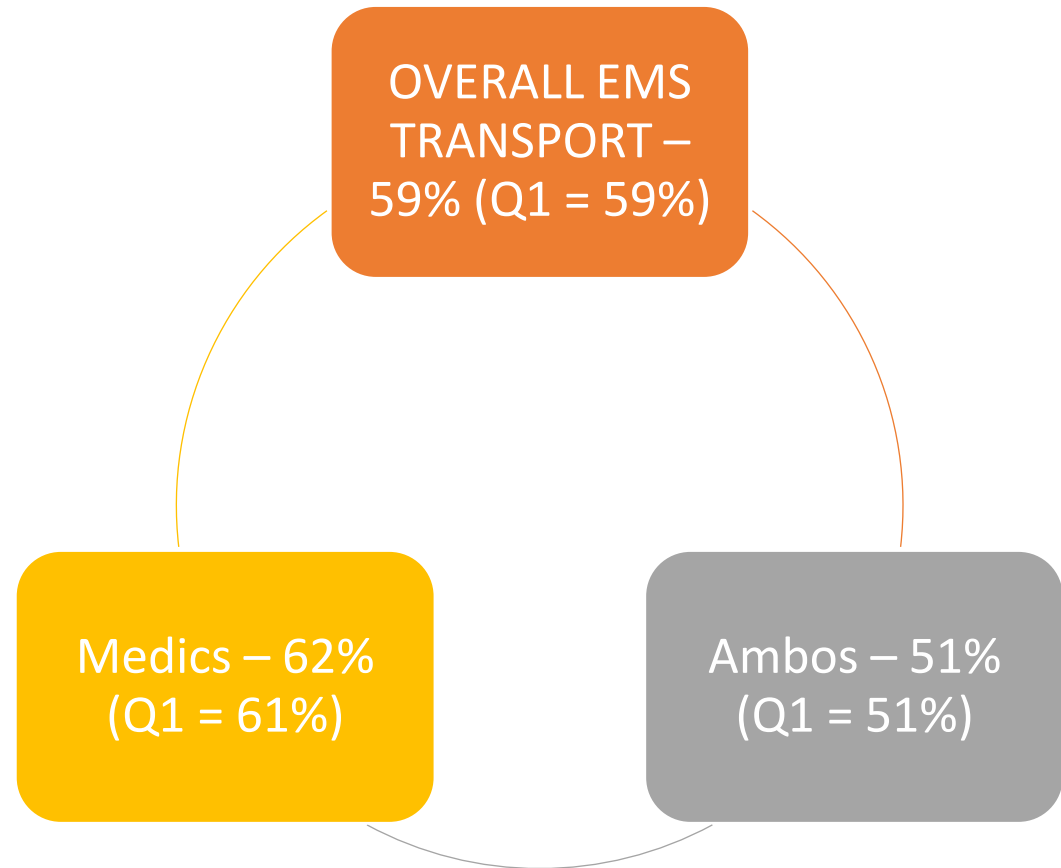 OVERALL EMS
TRANSPORT –
59% (Q1 = 59%)
Medics – 62%
(Q1 = 61%)
Ambos – 51%
(Q1 = 51%)